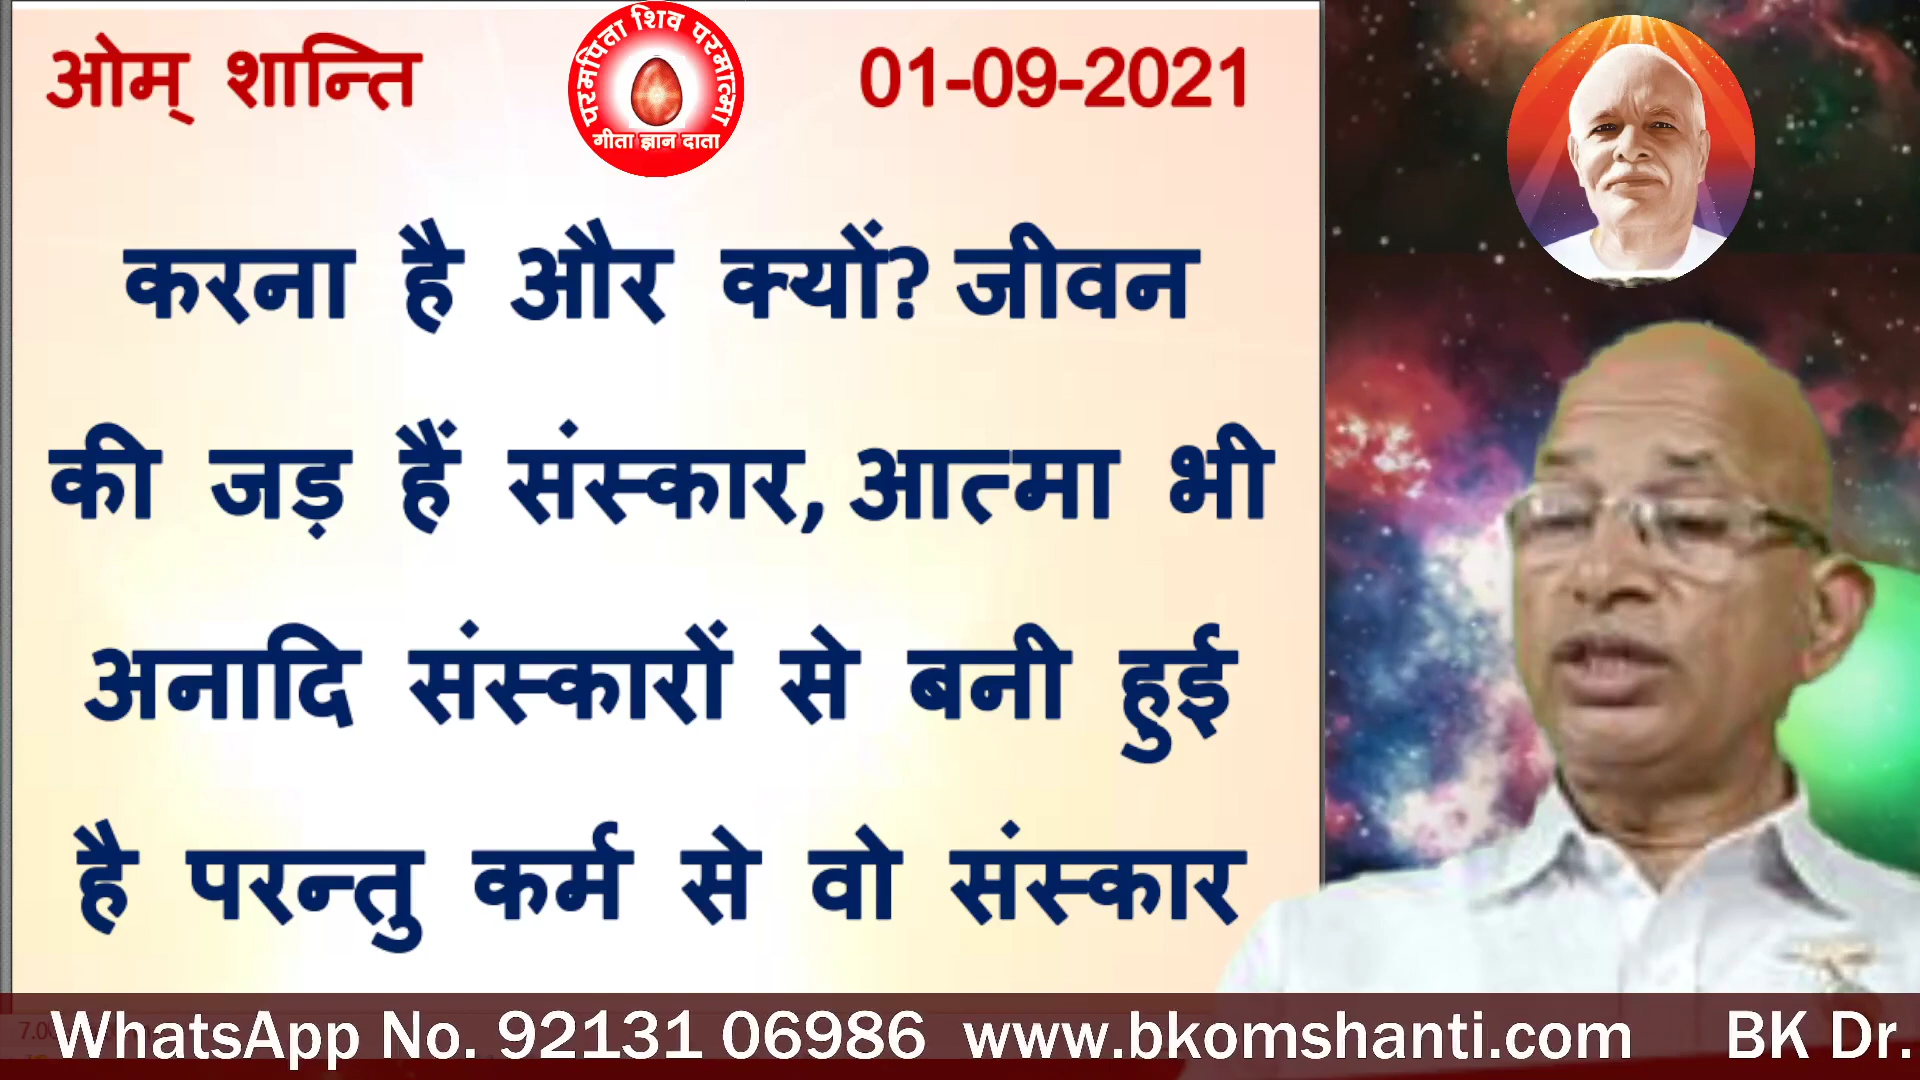 ओम् शान्ति
परमपिता शिव परमात्मा
गीता ज्ञान दाता
01-09-2021
करना है और क्यों? जीवन
की जड़ हैं संस्कार, आत्मा भी
अनादि संस्कारों से बनी हुई
है परन्तु कर्म से वो संस्कार
WhatsApp No. 92131 06986 www.bkomshanti.com BK Dr.